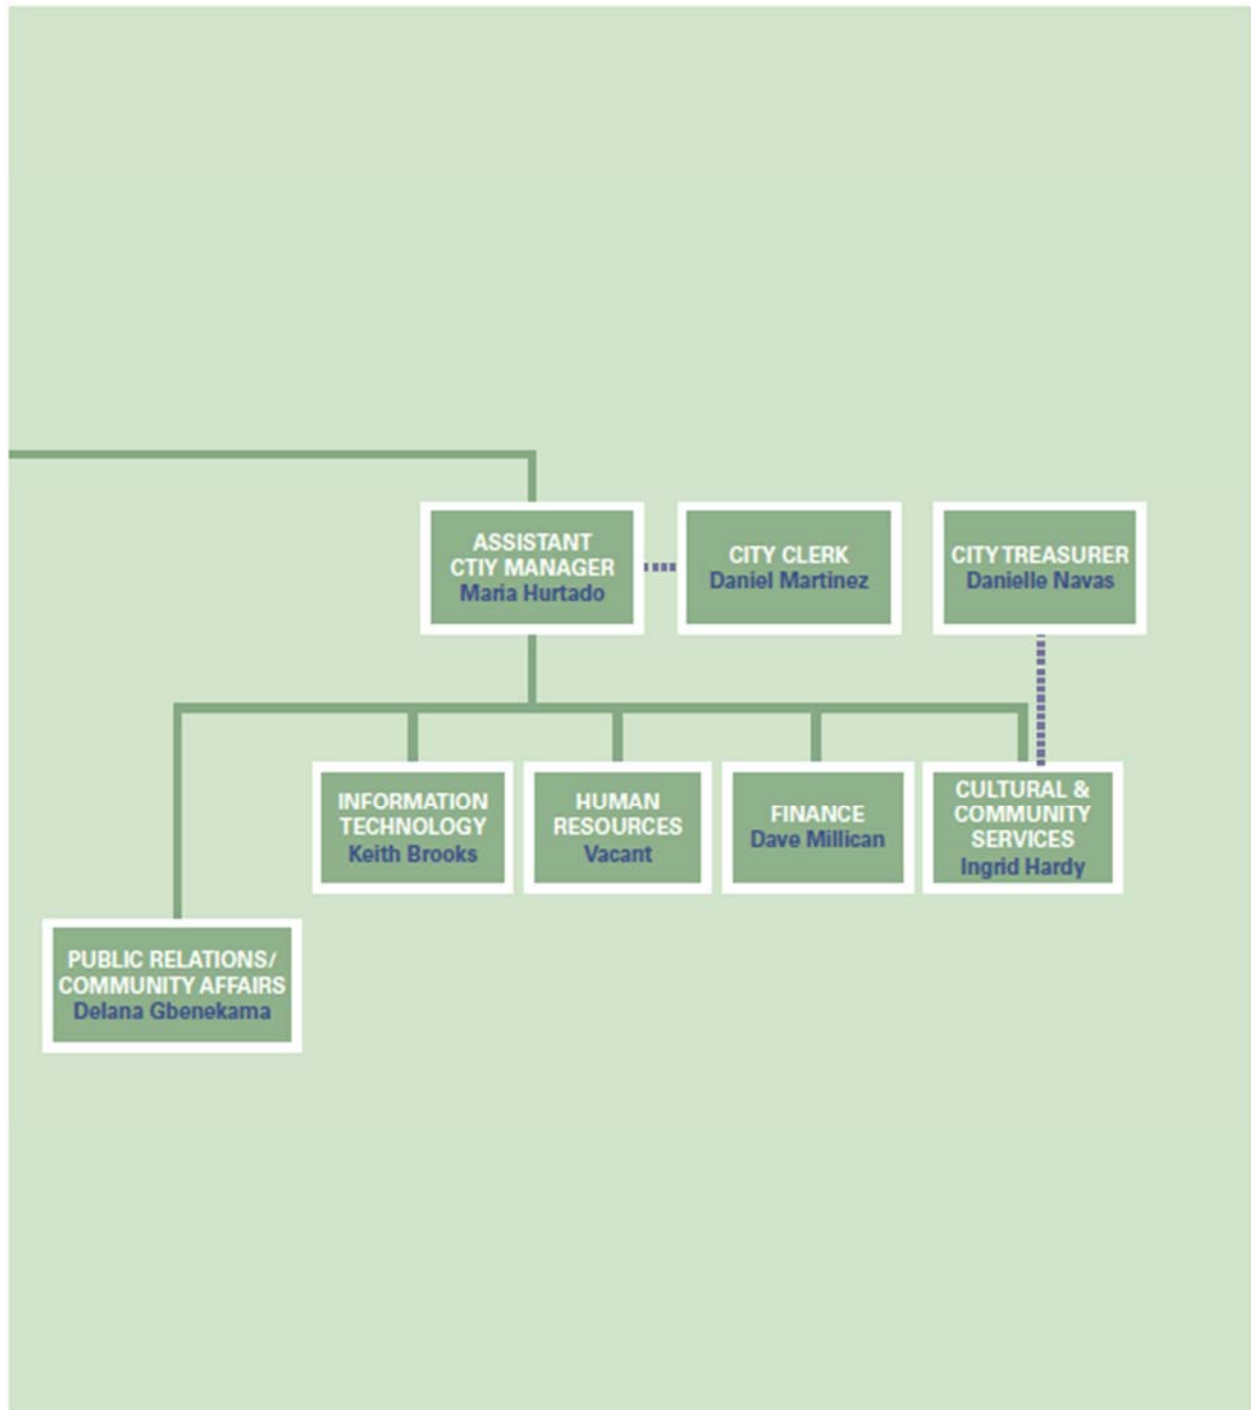 ASSISTANT
CTIY MANAGER
Maria Hurtado
CITY CLERK
Daniel Martinez
CITY TREASURER
Danielle Navas
INFORMATION
TECHNOLOGY
Keith Brooks
HUMAN
RESOURCES
Vacant
FINANCE
Dave Millican
CULTURAL &
COMMUNITY
SERVICES
Ingrid Hardy
PUBLIC RELATIONS/
COMMUNITY AFFAIRS
Delana Gbenekama